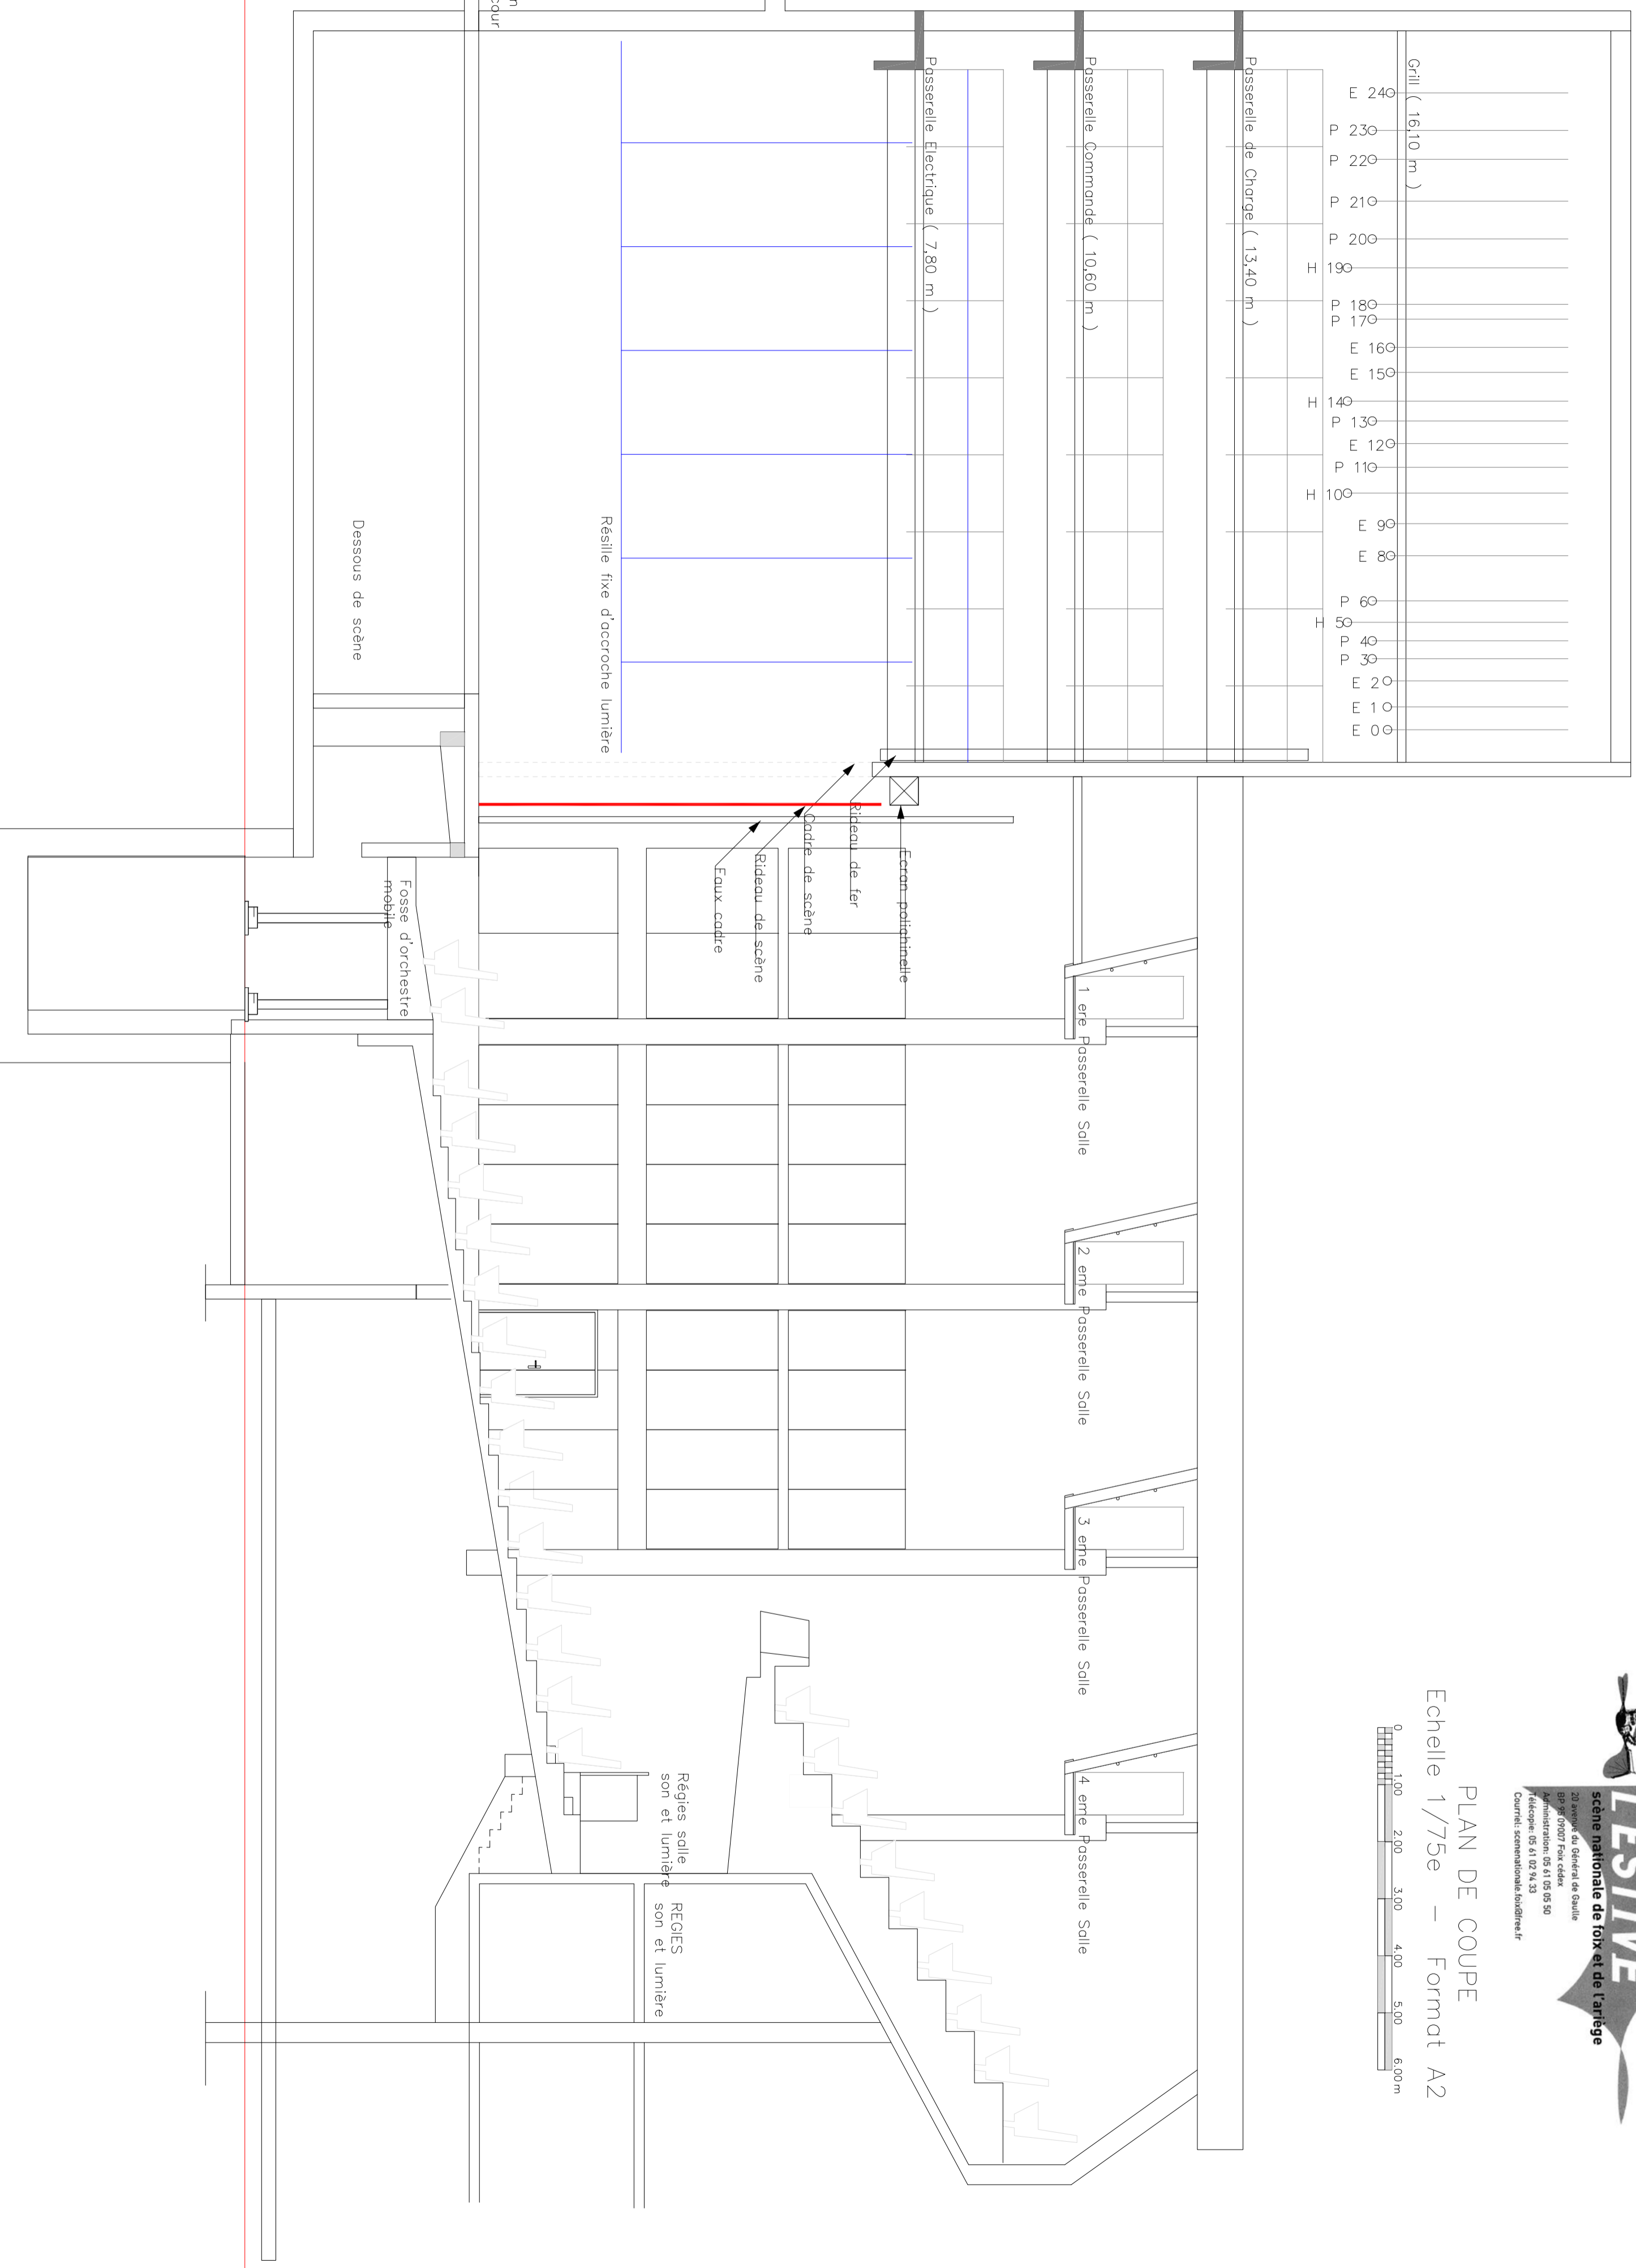 L'ESTIVE
scène nationale de foix et de l'ariège
20 avenue du Général de Gaulle
BP 95 09007 Foix cédex
Administration: 05 61 05 05 50
Télécopie: 05 61 02 94 33
Courriel: scenenationale.foix@free.fr
PLAN DE COUPE
Echelle 1/75e - Format A2
0 1,00 2,00 3,00 4,00 5,00 6,00m
Grill ( 16,10 m )
E 24
P 23
P 22
P 21
P 20
H 19
P 18
P 17
E 16
E 15
H 14
P 13
E 12
P 11
H 10
E 9
E 8
P 6
H 5
P 4
P 3
E 2
E 1
E 0
Passerelle de Charge ( 13,40 m )
Passerelle Commande ( 10,60 m )
Passerelle Electrique ( 7,80 m )
1 ere Passerelle Salle
2 eme Passerelle Salle
3 eme Passerelle Salle
4 eme Passerelle Salle
Ecran polichinelle
Rideau de fer
Cadre de scène
Rideau de scène
Faux cadre
Résille fixe d'accroche lumière
Régies salle
son et lumière
REGIES
son et lumière
cour
Fosse d'orchestre
mobile
Dessous de scène